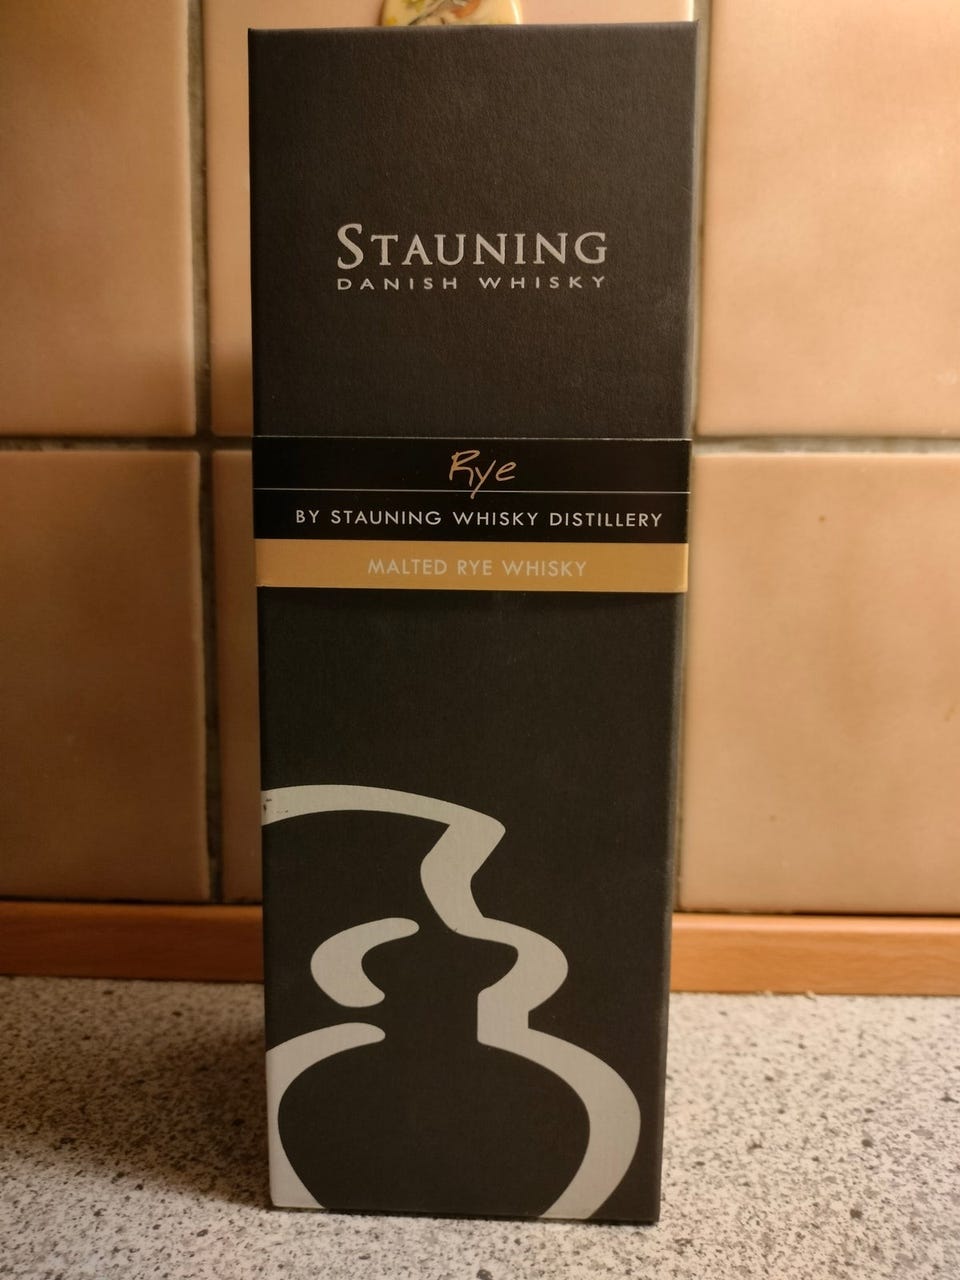 STAUNING
DANISH WHISKY
Rye
BY STAUNING WHISKY DISTILLERY
MALTED RYE WHISKY